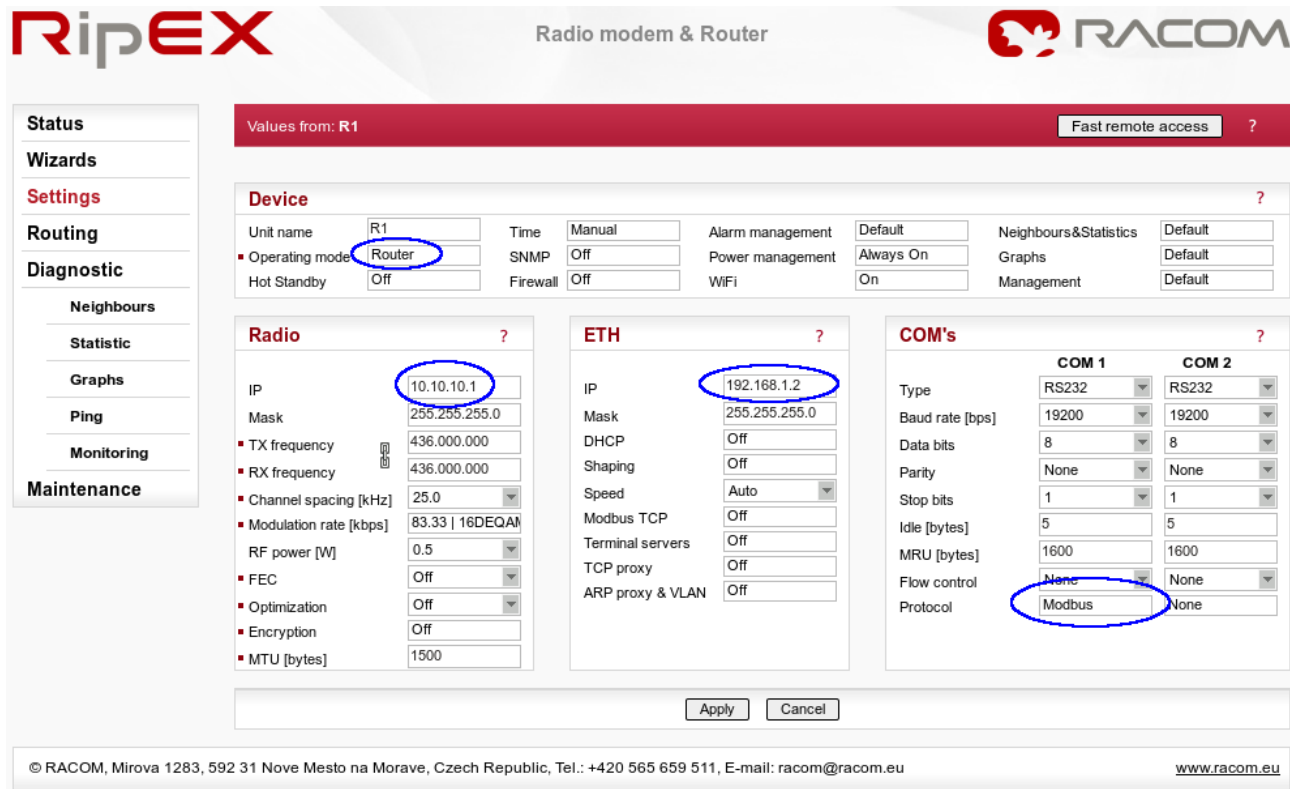 RipEX
Radio modem & Router
RACOM
Status
Wizards
Settings
Routing
Diagnostic
Neighbours
Statistic
Graphs
Ping
Monitoring
Maintenance
Values from: R1 Fast remote access ?
Device ?
Unit name R1 Time Manual Alarm management Default Neighbours&Statistics Default
Operating mode Router SNMP Off Power management Always On Graphs Default
Hot Standby Off Firewall Off WiFi On Management Default
Radio ?
IP 10.10.10.1
Mask 255.255.255.0
TX frequency 436.000.000
RX frequency 436.000.000
Channel spacing [kHz] 25.0
Modulation rate [kbps] 83.33 | 16DEQAM
RF power [W] 0.5
FEC Off
Optimization Off
Encryption Off
MTU [bytes] 1500
ETH ?
IP 192.168.1.2
Mask 255.255.255.0
DHCP Off
Shaping Off
Speed Auto
Modbus TCP Off
Terminal servers Off
TCP proxy Off
ARP proxy & VLAN Off
COM's ?
COM 1 COM 2
Type RS232 RS232
Baud rate [bps] 19200 19200
Data bits 8 8
Parity None None
Stop bits 1 1
Idle [bytes] 5 5
MRU [bytes] 1600 1600
Flow control None None
Protocol Modbus None
Apply Cancel
© RACOM, Mirova 1283, 592 31 Nove Mesto na Morave, Czech Republic, Tel.: +420 565 659 511, E-mail: racom@racom.eu www.racom.eu